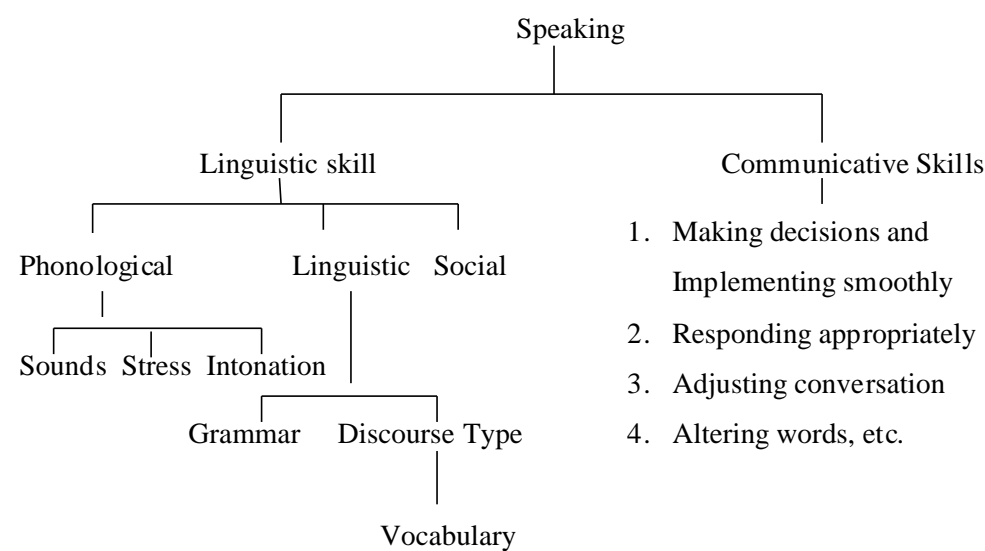 Speaking
Linguistic skill
Communicative Skills
Phonological
Linguistic
Social
Sounds
Stress
Intonation
Grammar
Discourse Type
Vocabulary
1. Making decisions and
Implementing smoothly
2. Responding appropriately
3. Adjusting conversation
4. Altering words, etc.